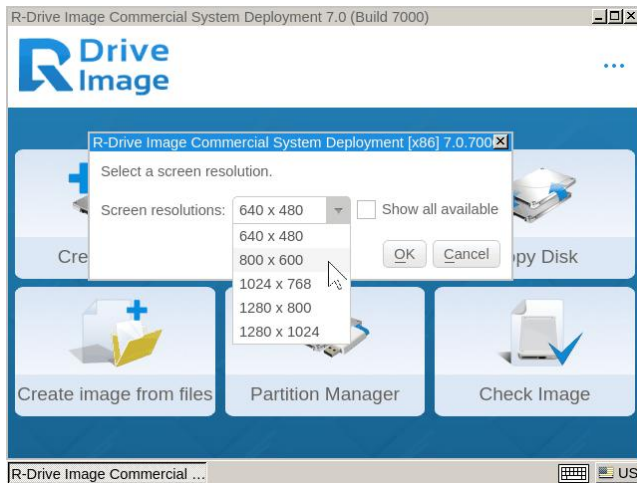 R-Drive Image Commercial System Deployment 7.0 (Build 7000)
R Drive
Image
R-Drive Image Commercial System Deployment [x86] 7.0.700
Select a screen resolution.
Screen resolutions: 640 x 480 Show all available
640 x 480
800 x 600
1024 x 768
1280 x 800
1280 x 1024
OK Cancel
Cre
py Disk
Create image from files
Partition Manager
Check Image
R-Drive Image Commercial ...
US